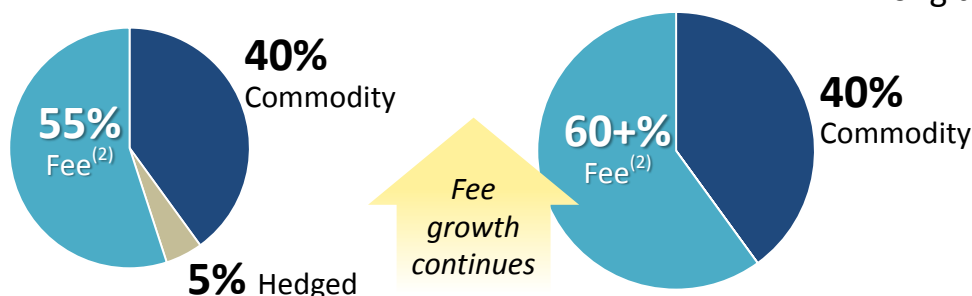 40%
Commodity
55%
Fee(2)
5% Hedged
Fee
growth
continues
60+%
Fee(2)
40%
Commodity